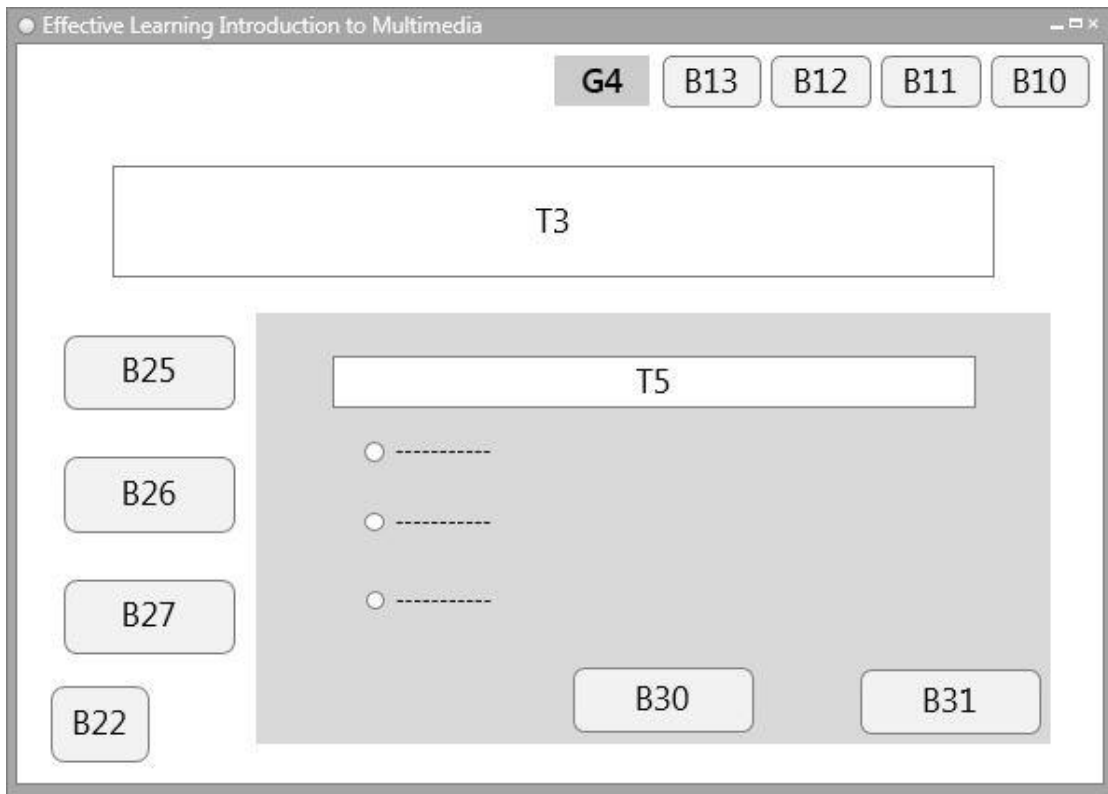 Effective Learning Introduction to Multimedia
G4 B13 B12 B11 B10
T3
B25
T5
-----------
B26
-----------
B27
-----------
B30 B31
B22